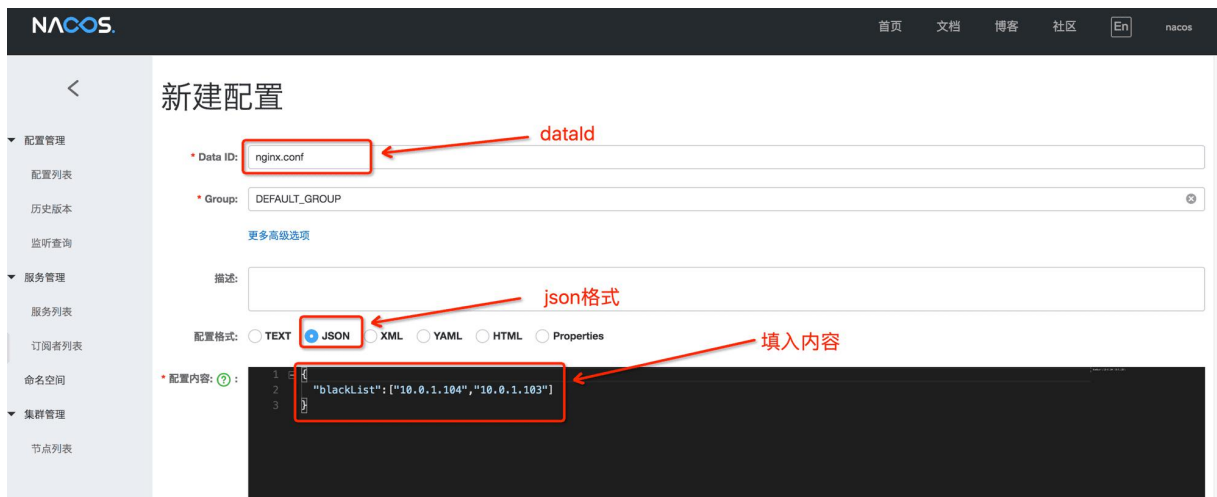 NACOS.
首页 文档 博客 社区 En nacos
新建配置
配置管理
配置列表
历史版本
监听查询
服务管理
服务列表
订阅者列表
命名空间
集群管理
节点列表
dataId
* Data ID: nginx.conf
* Group: DEFAULT_GROUP
更多高级选项
描述:
json格式
配置格式: TEXT JSON XML YAML HTML Properties
填入内容
* 配置内容: ? :
1 {
2 "blackList":["10.0.1.104","10.0.1.103"]
3 }